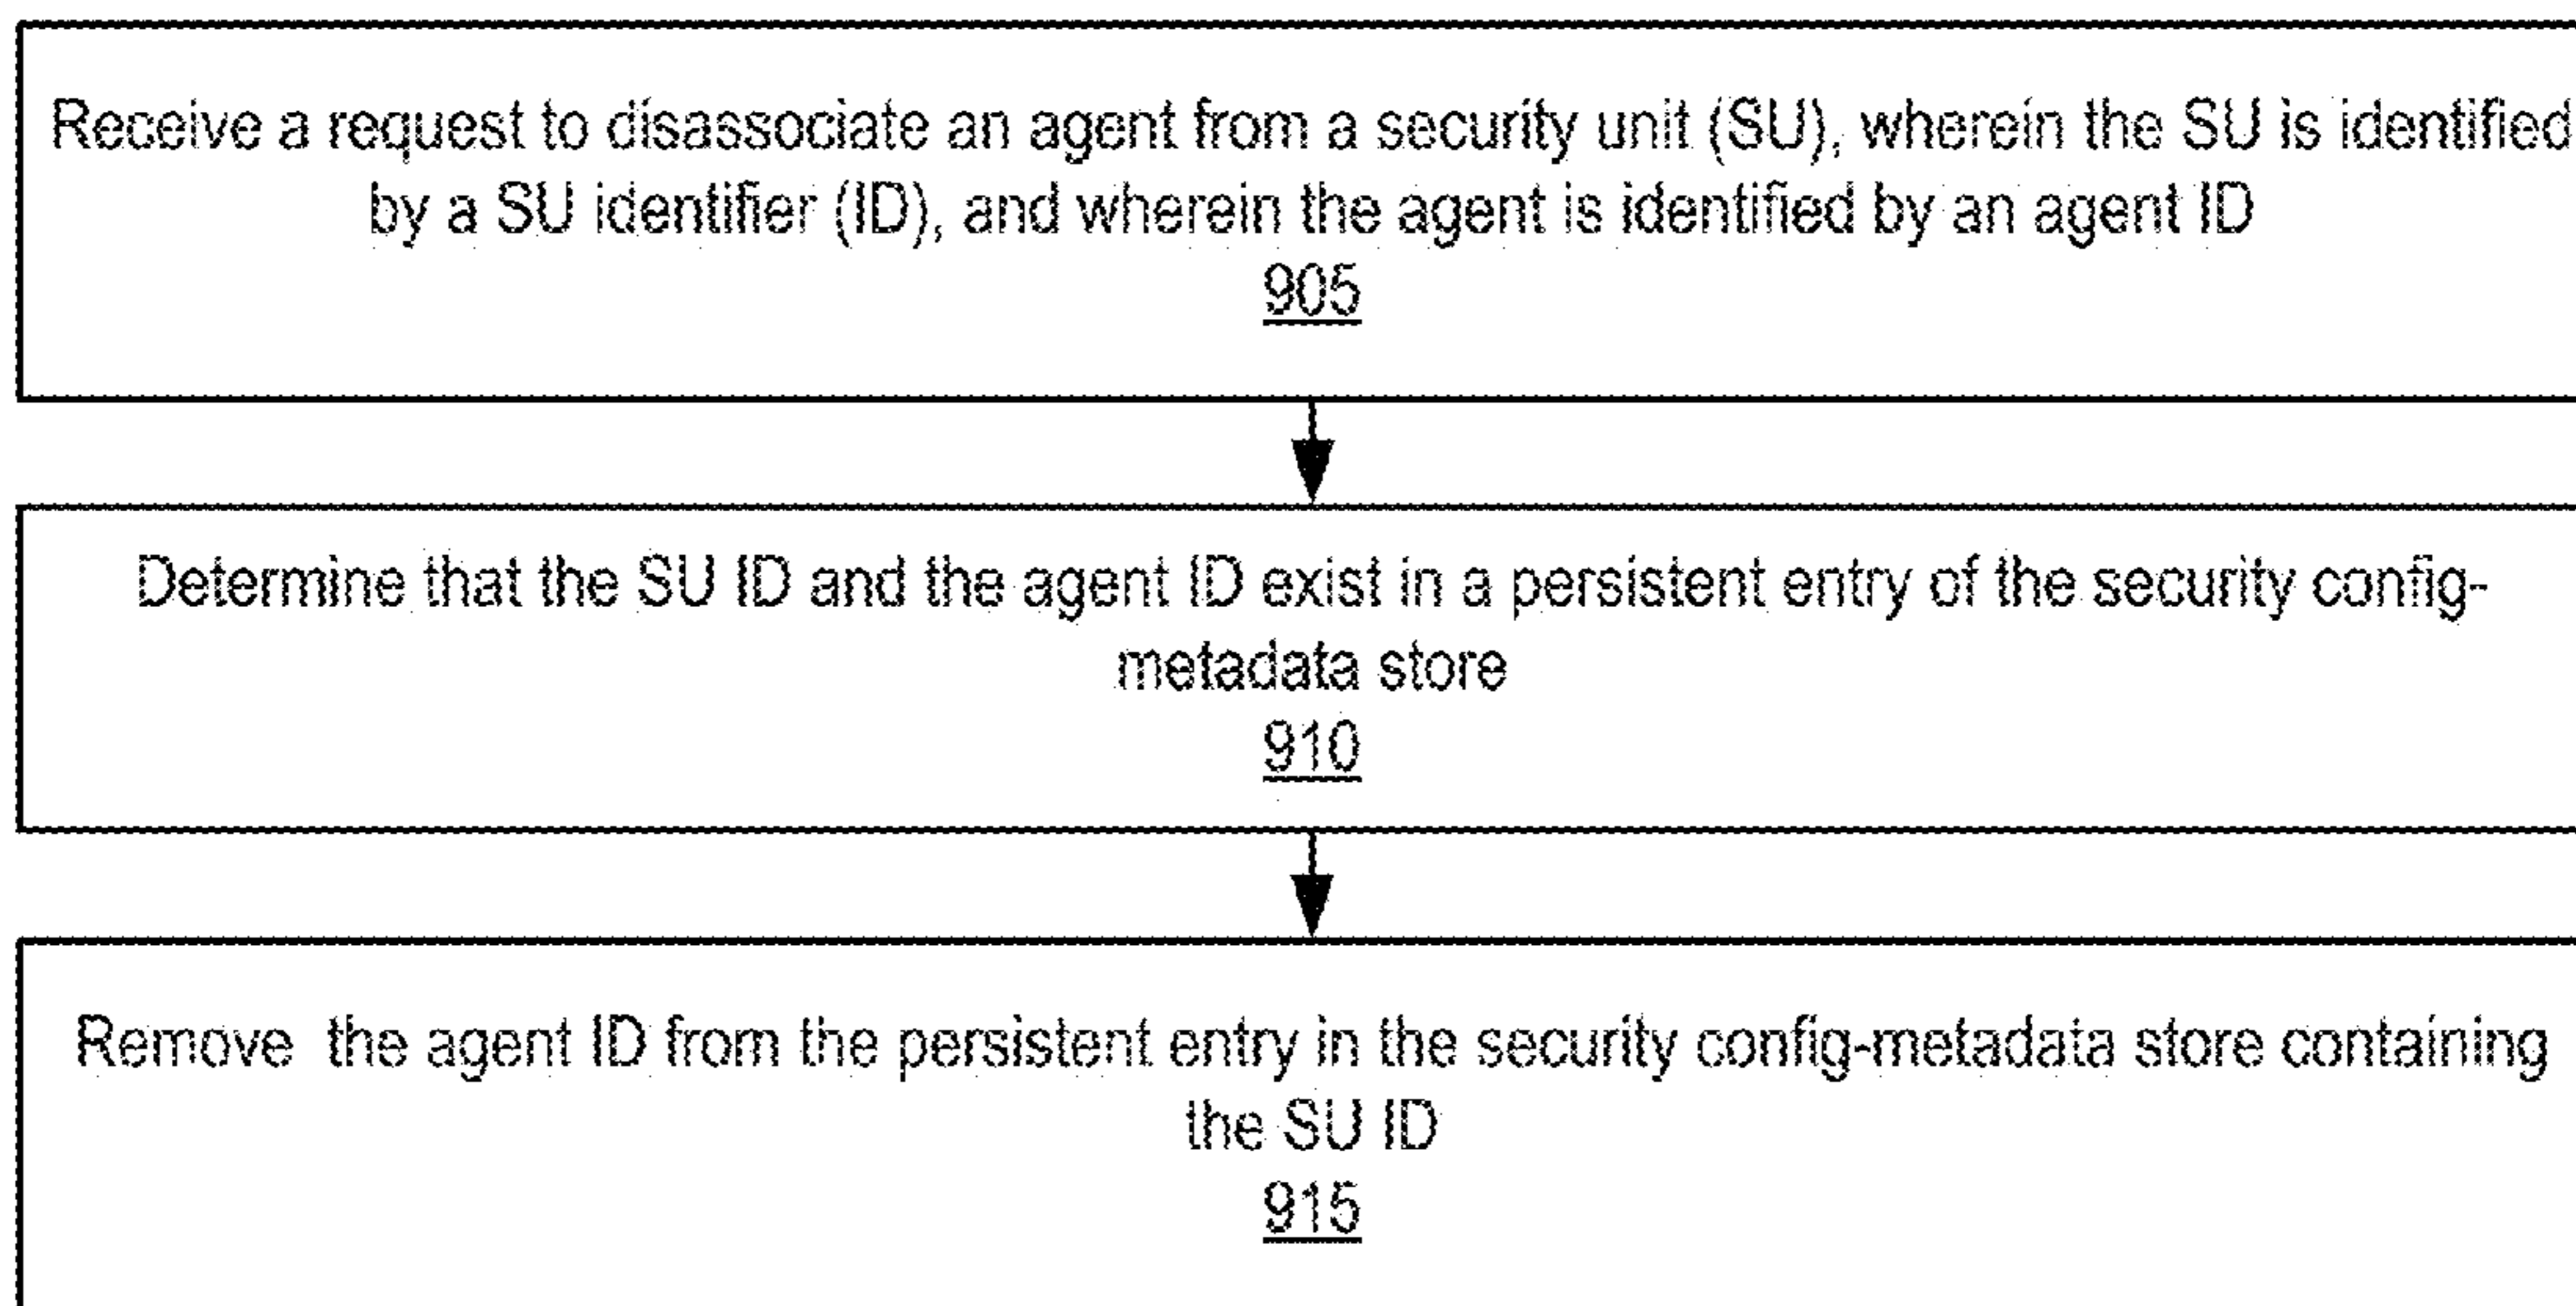 Receive a request to disassociate an agent from a security unit (SU), wherein the SU is identified
by a SU identifier (ID), and wherein the agent is identified by an agent ID
905
Determine that the SU ID and the agent ID exist in a persistent entry of the security config-
metadata store
910
Remove the agent ID from the persistent entry in the security config-metadata store containing
the SU ID
915